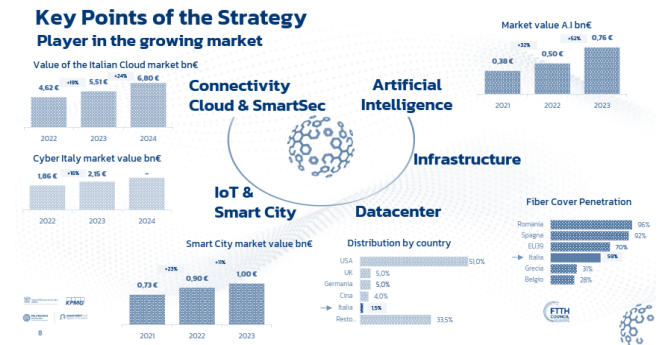 Key Points of the Strategy
Player in the growing market
Value of the Italian Cloud market bn€
+19%
+24%
4,62 €
5,51 €
6,80 €
2022
2023
2024
Market value A.I bn€
+32%
+52%
0,38 €
0,50 €
0,76 €
2021
2022
2023
Connectivity
Cloud & SmartSec
Artificial
Intelligence
Infrastructure
IoT &
Smart City
Datacenter
Cyber Italy market value bn€
+16%
1,86 €
2,15 €
–
2022
2023
2024
Smart City market value bn€
+23%
+11%
0,73 €
0,90 €
1,00 €
2021
2022
2023
Distribution by country
USA 51,0%
UK 5,0%
Germania 5,0%
Cina 4,0%
Italia 1,5%
Resto.. 33,5%
Fiber Cover Penetration
Romania 96%
Spagna 92%
EU39 70%
Italia 59%
Grecia 31%
Belgio 28%
KPMG
FTTH
COUNCIL
8